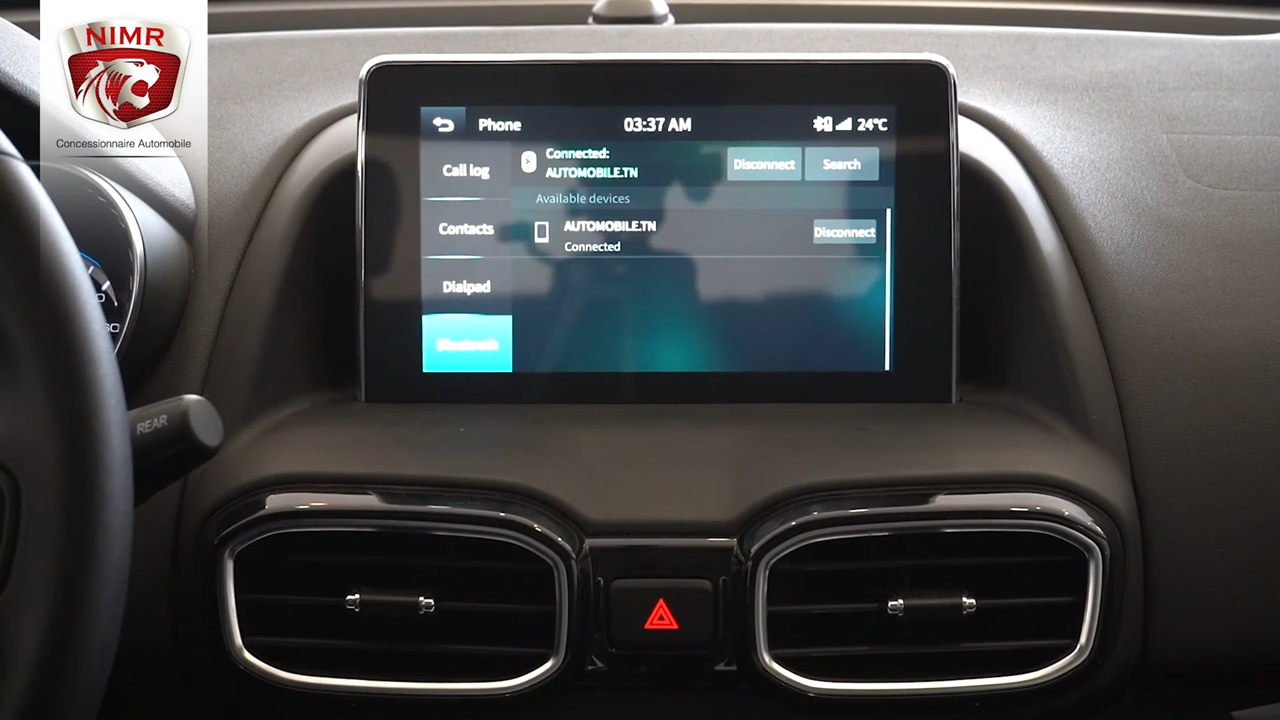 NIMR
Concessionnaire Automobile
Phone
03:37 AM
24°C
Call log
Contacts
Dialpad
Bluetooth
Connected:
AUTOMOBILE.TN
Disconnect
Search
Available devices
AUTOMOBILE.TN
Connected
Disconnect
REAR